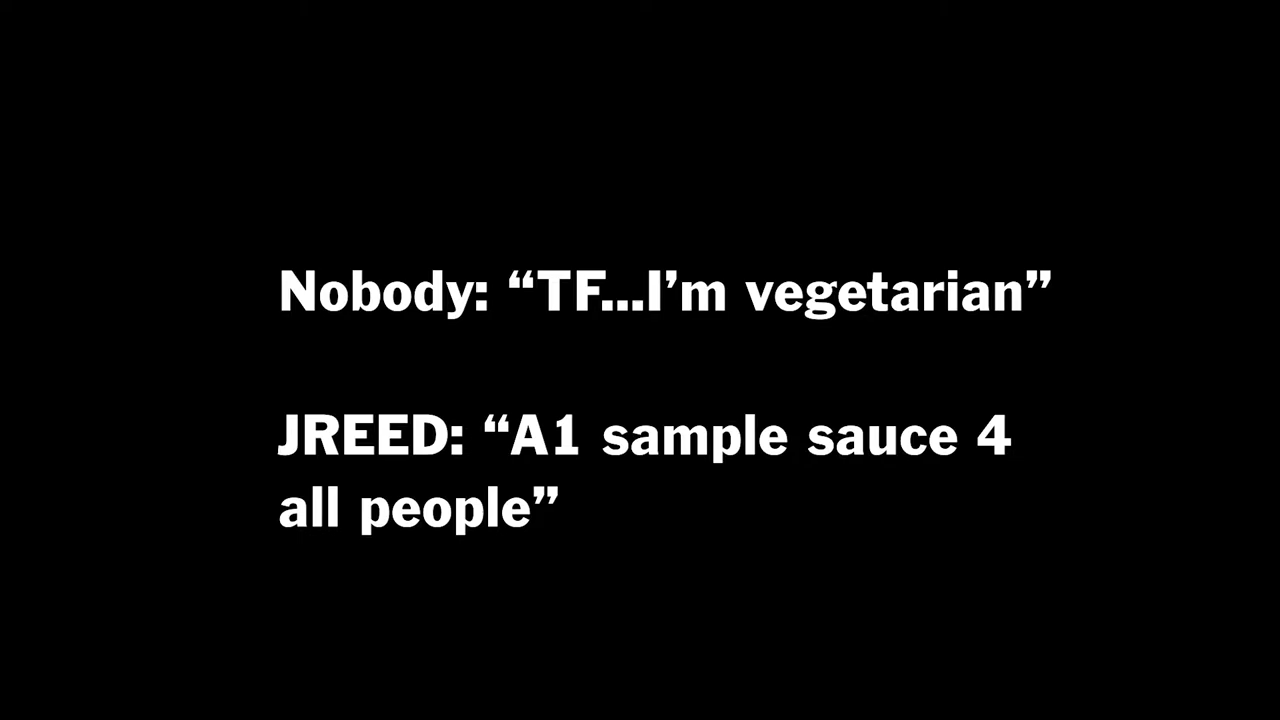 Nobody: “TF...I’m vegetarian”
JREED: “A1 sample sauce 4
all people”